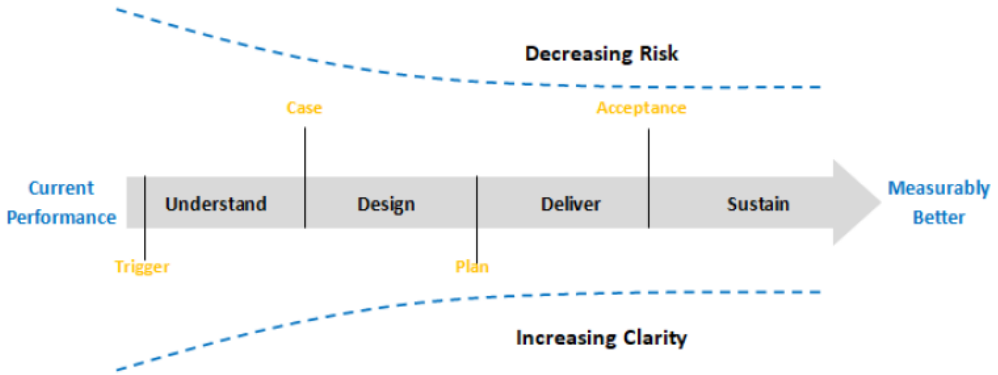 Decreasing Risk
Case
Acceptance
Current
Performance
Understand
Design
Deliver
Sustain
Measurably
Better
Trigger
Plan
Increasing Clarity